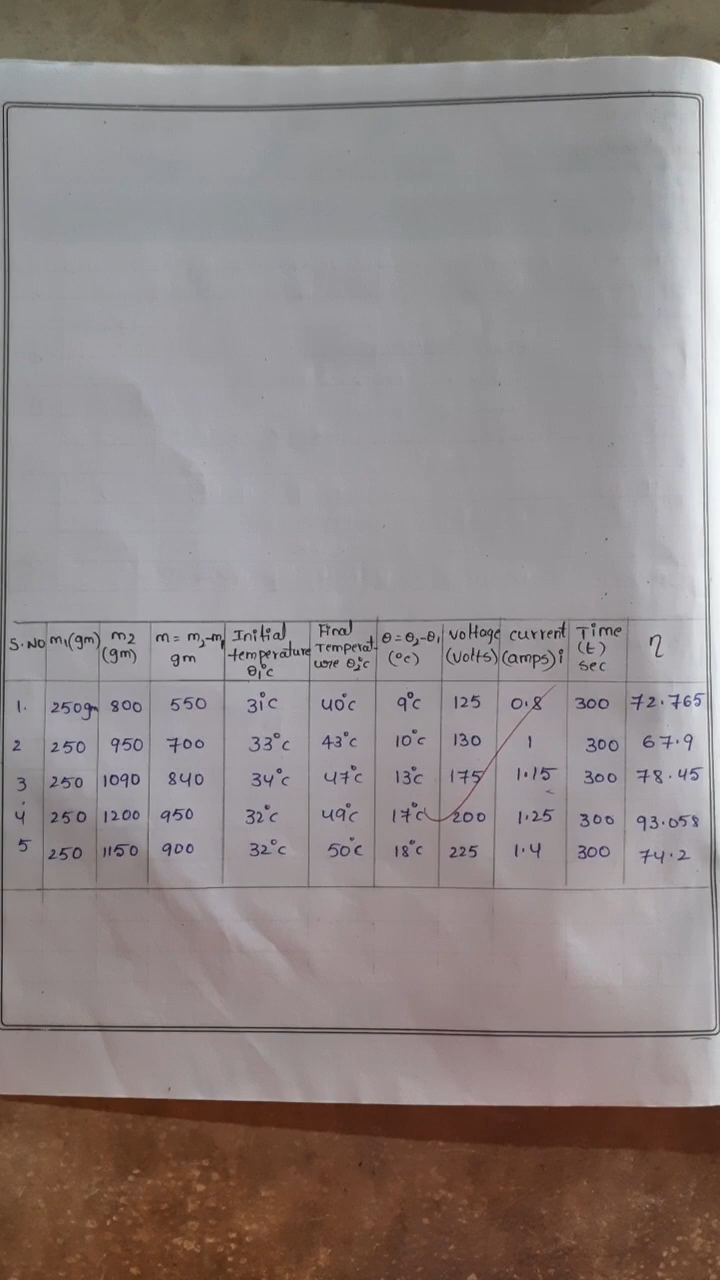 S.NO m1(gm) m2 (gm) m = m2-m1 gm Initial temperature θ1°c Final Temperature θ2°c θ = θ2-θ1 (°c) voltage (volts) current (amps) i Time (t) sec η
1. 250gm 800 550 31°c 40°c 9°c 125 0.8 300 72.765
2 250 950 700 33°c 43°c 10°c 130 1 300 67.9
3 250 1090 840 34°c 47°c 13°c 175 1.15 300 78.45
4 250 1200 950 32°c 49°c 17°c 200 1.25 300 93.058
5 250 1150 900 32°c 50°c 18°c 225 1.4 300 74.2